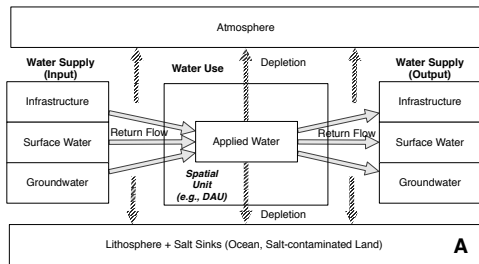 Atmosphere
Water Supply
(Input)
Water Use
Depletion
Water Supply
(Output)
Infrastructure
Surface Water
Groundwater
Return Flow
Applied Water
Return Flow
Infrastructure
Surface Water
Groundwater
Spatial
Unit
(e.g., DAU)
Depletion
Lithosphere + Salt Sinks (Ocean, Salt-contaminated Land)
A